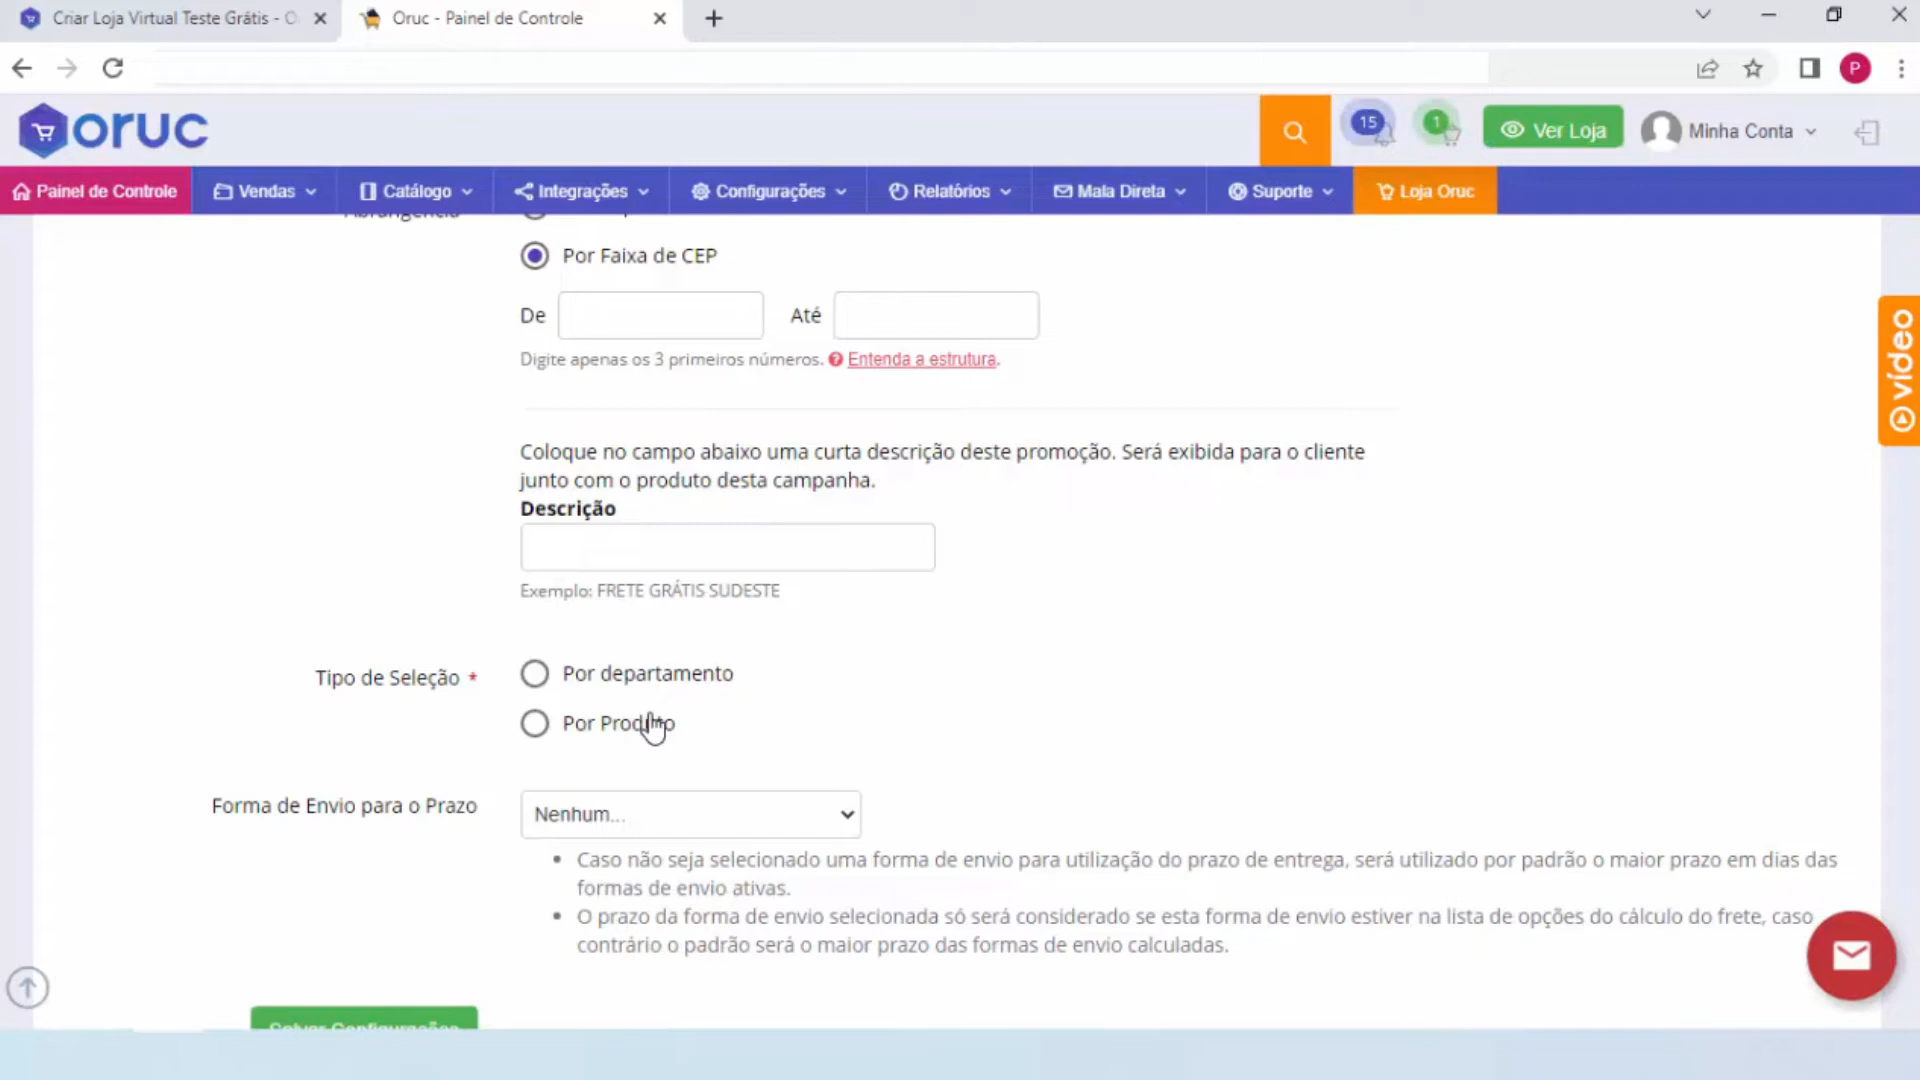 Criar Loja Virtual Teste Grátis - O
Oruc - Painel de Controle
P
oruc
15
1
Ver Loja
Minha Conta
Painel de Controle
Vendas
Catálogo
Integrações
Configurações
Relatórios
Mala Direta
Suporte
Loja Oruc
Abrangência
Por Faixa de CEP
De
Até
Digite apenas os 3 primeiros números. Entenda a estrutura.
vídeo
Coloque no campo abaixo uma curta descrição deste promoção. Será exibida para o cliente
junto com o produto desta campanha.
Descrição
Exemplo: FRETE GRÁTIS SUDESTE
Tipo de Seleção *
Por departamento
Por Produto
Forma de Envio para o Prazo
Nenhum...
• Caso não seja selecionado uma forma de envio para utilização do prazo de entrega, será utilizado por padrão o maior prazo em dias das
formas de envio ativas.
• O prazo da forma de envio selecionada só será considerado se esta forma de envio estiver na lista de opções do cálculo do frete, caso
contrário o padrão será o maior prazo das formas de envio calculadas.
Salvar Configurações